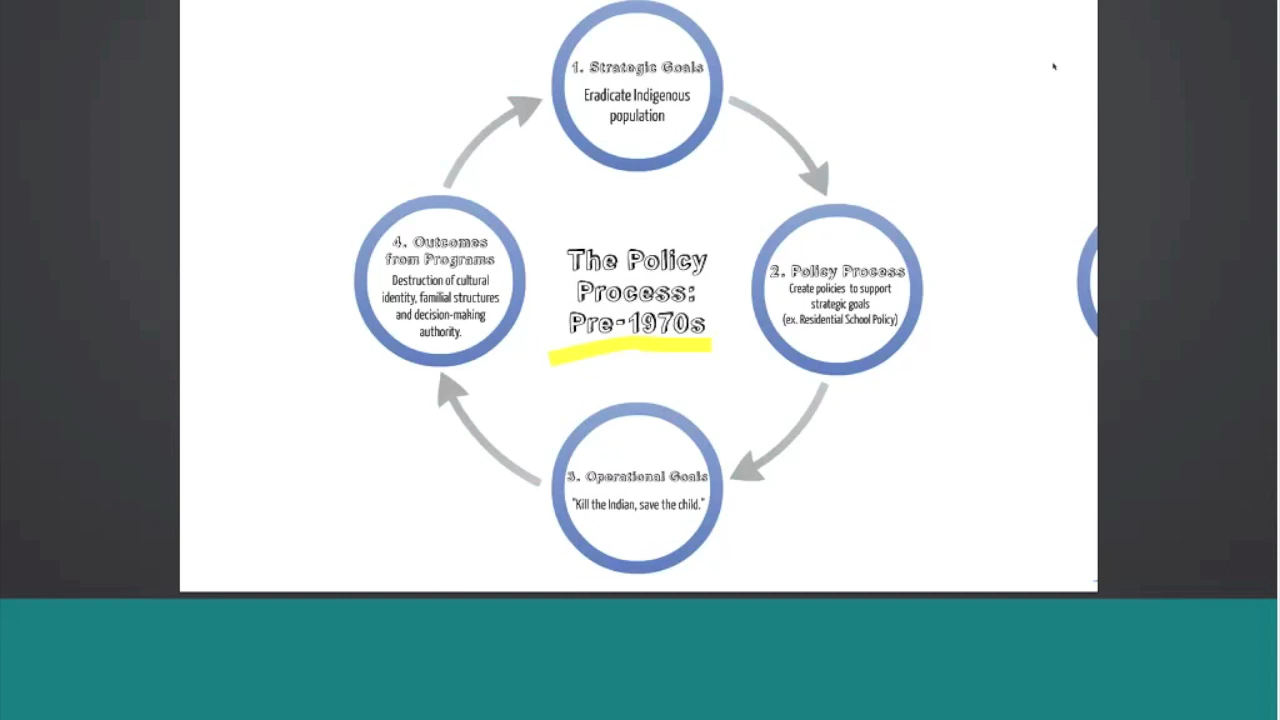 1. Strategic Goals
Eradicate Indigenous
population
2. Policy Process
Create policies to support
strategic goals
(ex. Residential School Policy)
3. Operational Goals
"Kill the Indian, save the child."
4. Outcomes
from Programs
Destruction of cultural
identity, familial structures
and decision-making
authority.
The Policy
Process:
Pre-1970s